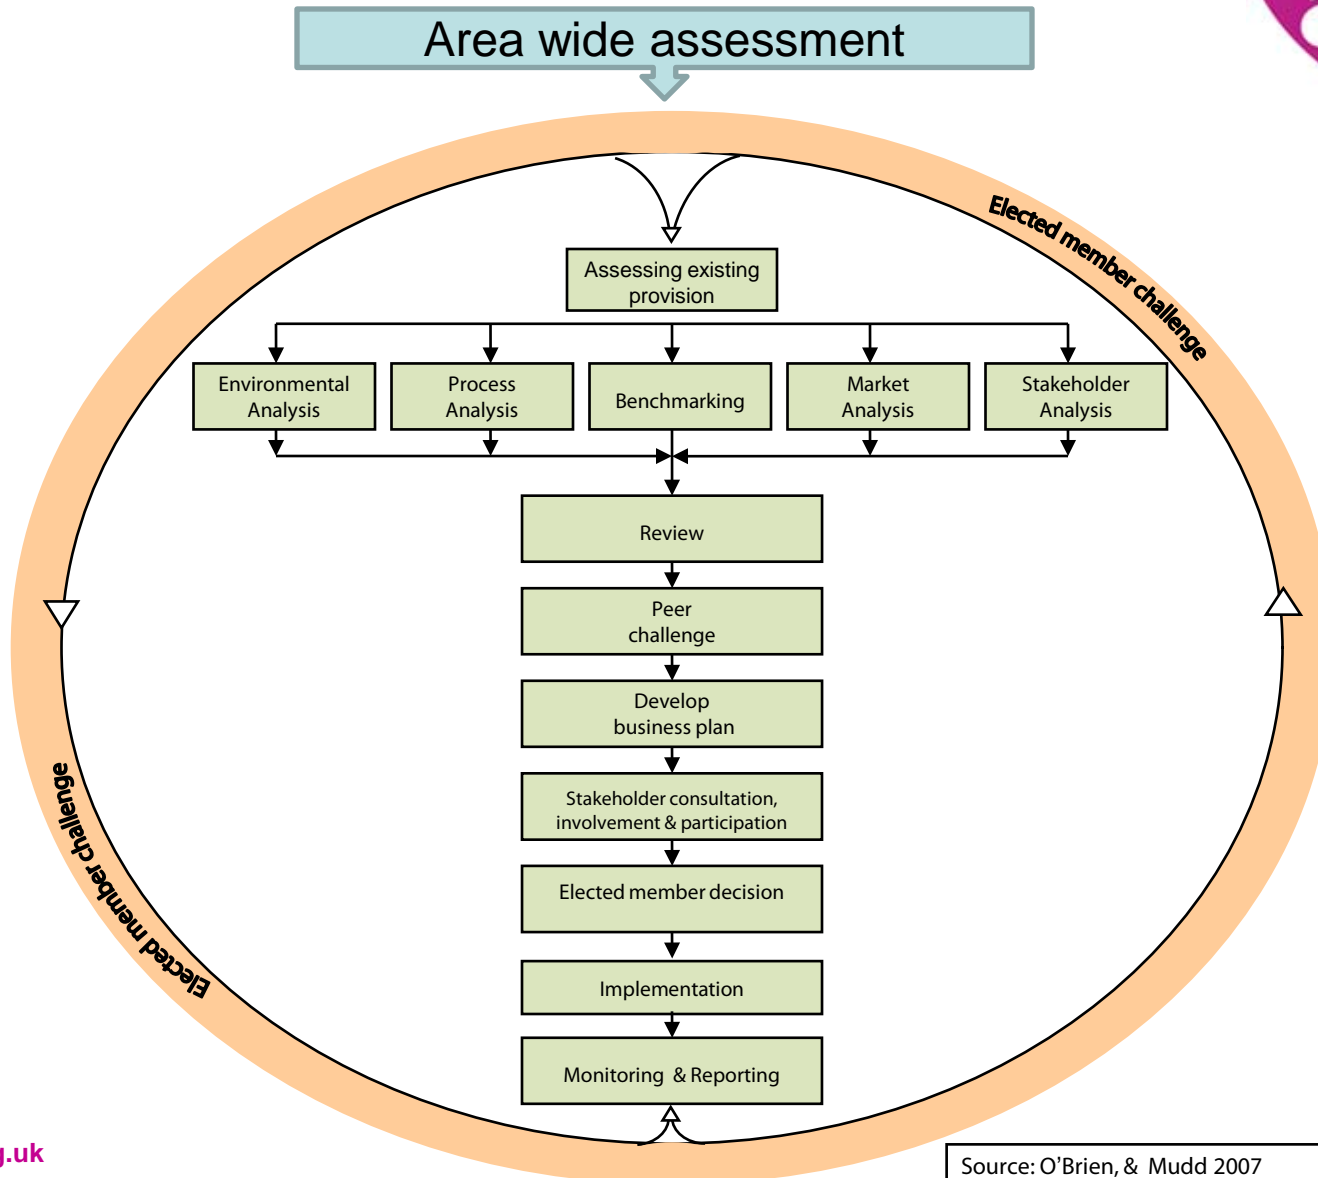 Area wide assessment
Elected member challenge
Assessing existing
provision
Environmental
Analysis
Process
Analysis
Benchmarking
Market
Analysis
Stakeholder
Analysis
Review
Peer
challenge
Develop
business plan
Stakeholder consultation,
involvement & participation
Elected member decision
Implementation
Monitoring & Reporting
Elected member challenge
g.uk
Source: O’Brien, & Mudd 2007